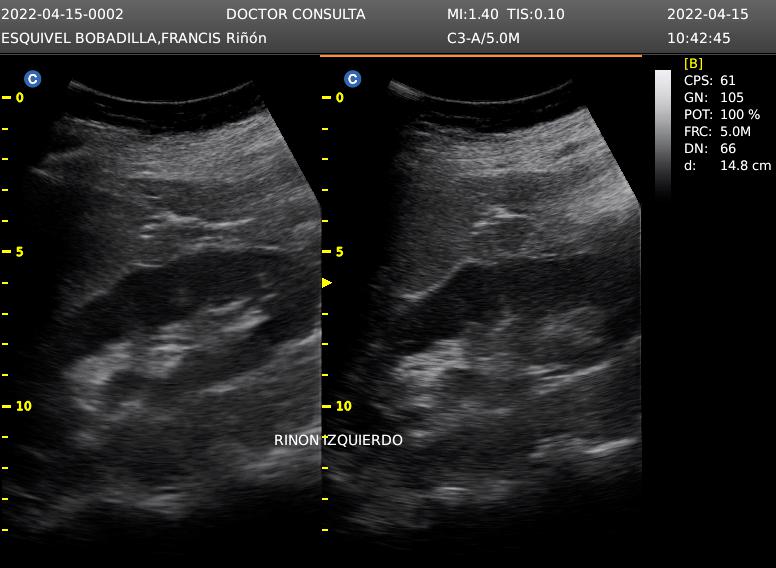 2022-04-15-0002 DOCTOR CONSULTA MI:1.40 TIS:0.10 2022-04-15
ESQUIVEL BOBADILLA,FRANCIS Riñón C3-A/5.0M 10:42:45
[B]
CPS: 61
GN: 105
POT: 100 %
FRC: 5.0M
DN: 66
d: 14.8 cm
C C
0 0
5 5
10 10
RINON IZQUIERDO